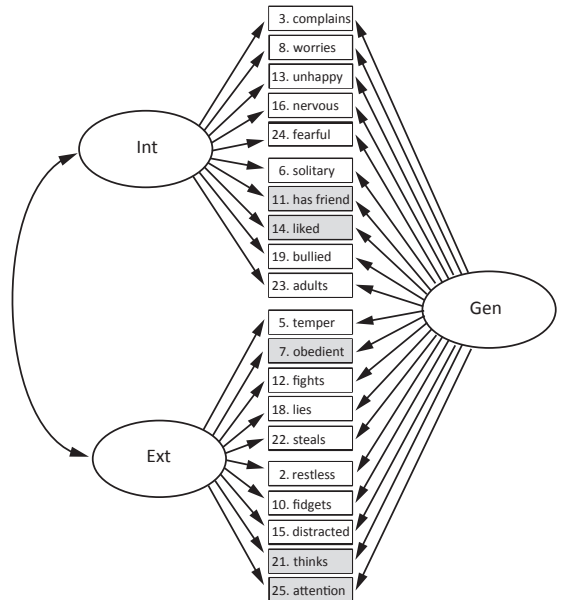 3. complains
8. worries
13. unhappy
16. nervous
24. fearful
6. solitary
11. has friend
14. liked
19. bullied
23. adults
5. temper
7. obedient
12. fights
18. lies
22. steals
2. restless
10. fidgets
15. distracted
21. thinks
25. attention
Int
Ext
Gen